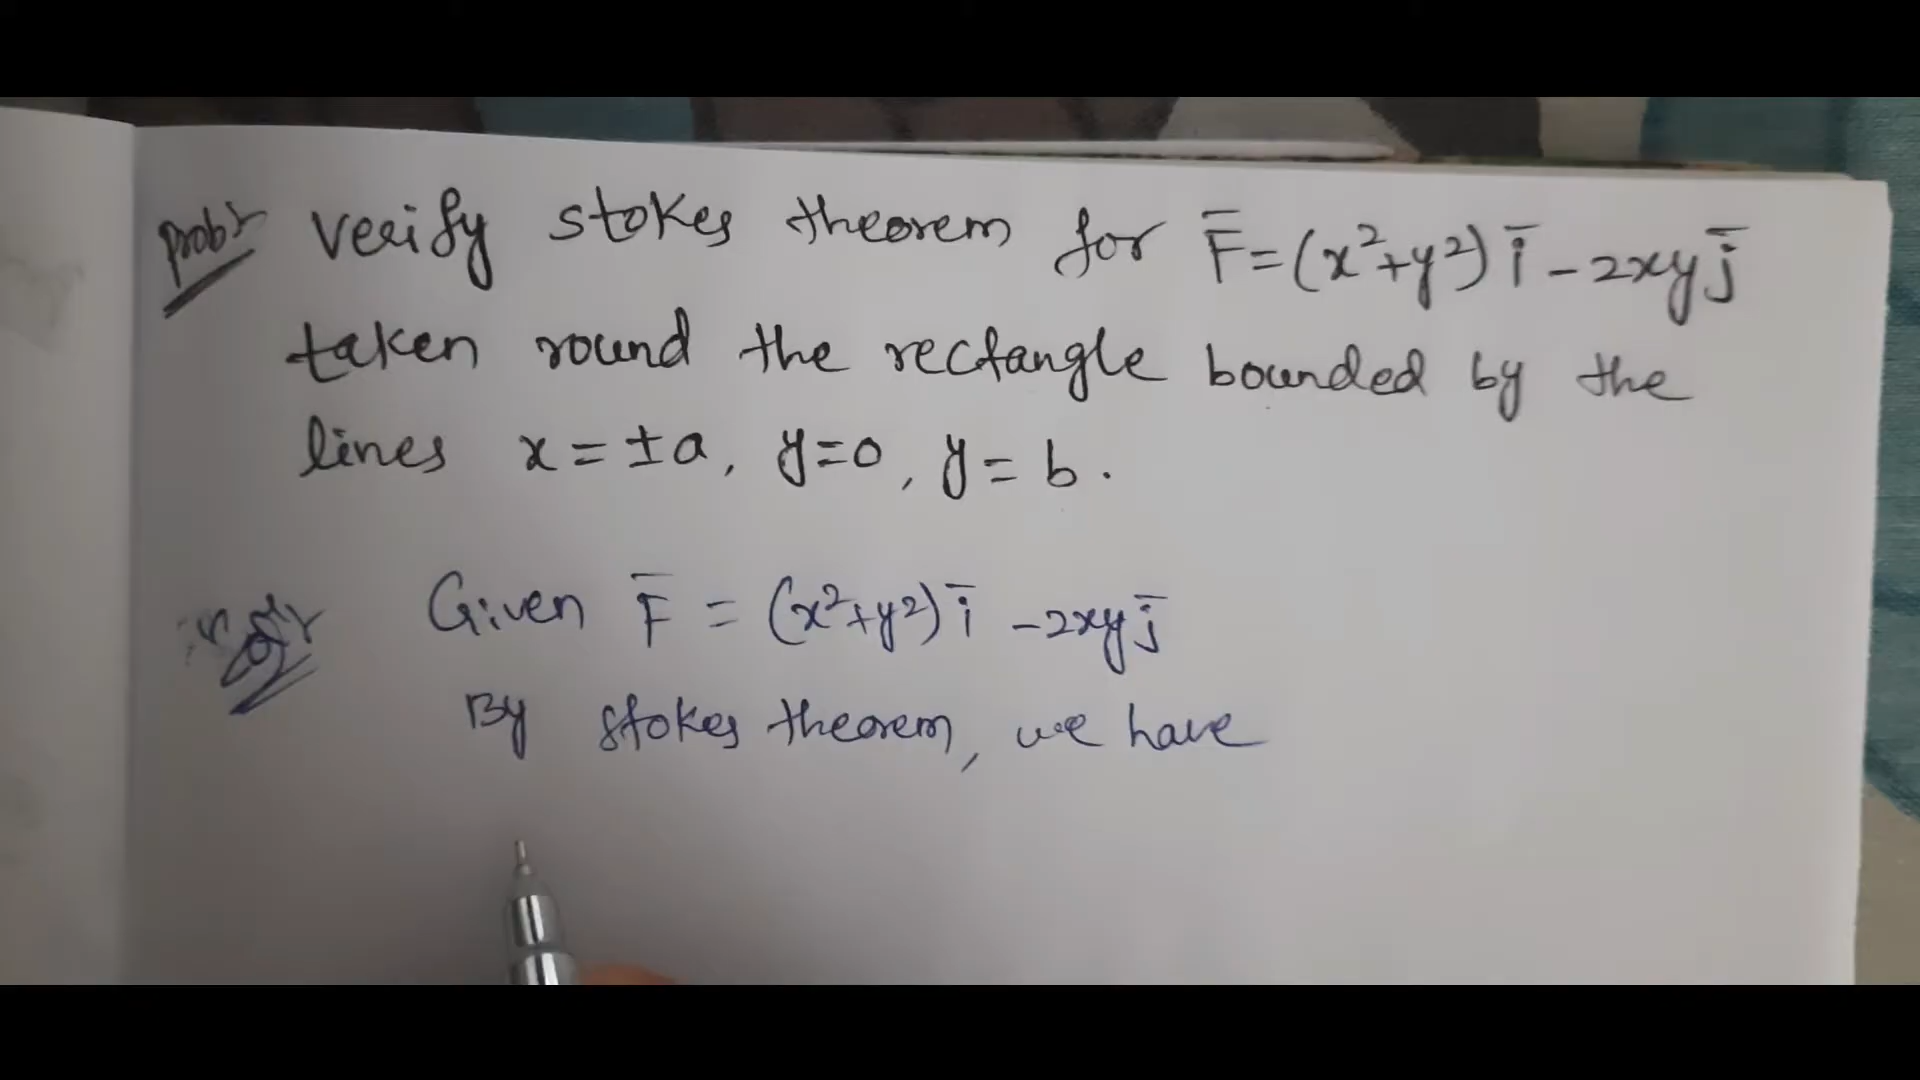 Prob:- Verify stokes theorem for F̅=(x²+y²)i̅-2xyj̅
taken round the rectangle bounded by the
lines x=±a, y=0, y=b.
Given F̅=(x²+y²)i̅-2xyj̅
By stokes theorem, we have